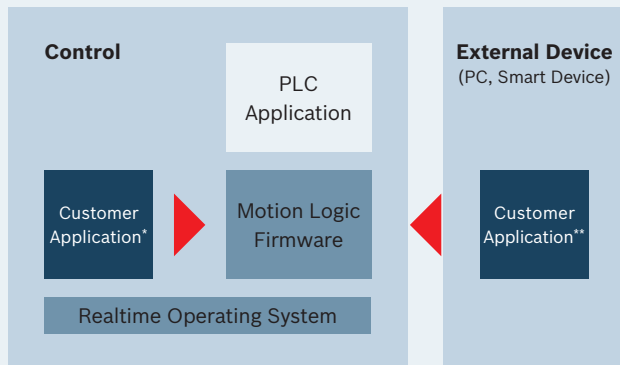 Control
PLC
Application
Customer
Application*
Motion Logic
Firmware
Realtime Operating System
External Device
(PC, Smart Device)
Customer
Application**